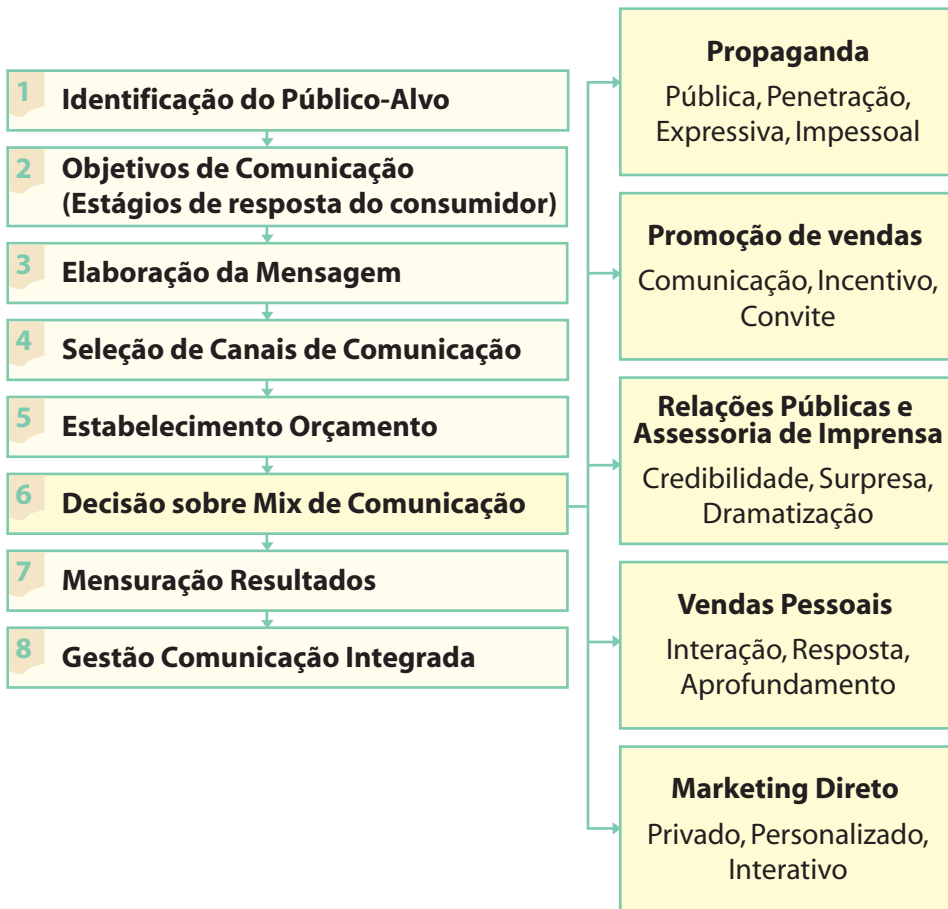 1
Identificação do Público-Alvo
2
Objetivos de Comunicação
(Estágios de resposta do consumidor)
3
Elaboração da Mensagem
4
Seleção de Canais de Comunicação
5
Estabelecimento Orçamento
6
Decisão sobre Mix de Comunicação
7
Mensuração Resultados
8
Gestão Comunicação Integrada
Propaganda
Pública, Penetração,
Expressiva, Impessoal
Promoção de vendas
Comunicação, Incentivo,
Convite
Relações Públicas e
Assessoria de Imprensa
Credibilidade, Surpresa,
Dramatização
Vendas Pessoais
Interação, Resposta,
Aprofundamento
Marketing Direto
Privado, Personalizado,
Interativo